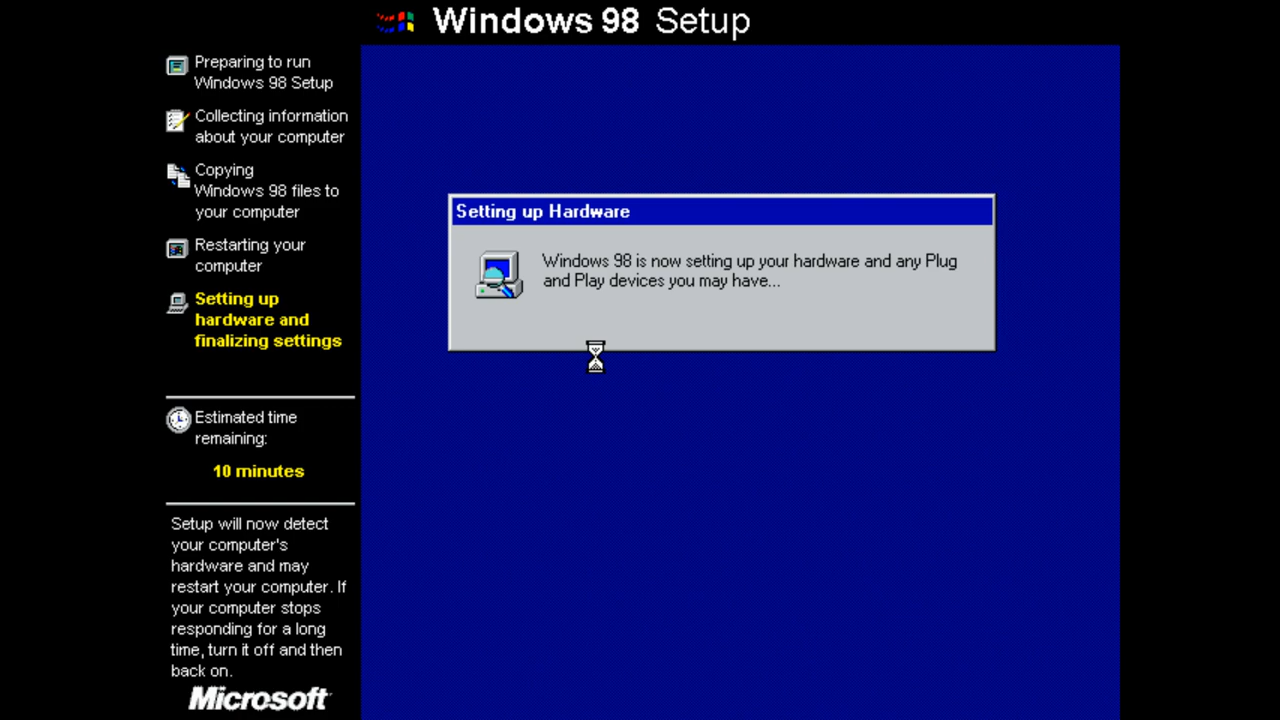 Windows 98 Setup
Preparing to run
Windows 98 Setup
Collecting information
about your computer
Copying
Windows 98 files to
your computer
Restarting your
computer
Setting up
hardware and
finalizing settings
Estimated time
remaining:
10 minutes
Setup will now detect
your computer's
hardware and may
restart your computer. If
your computer stops
responding for a long
time, turn it off and then
back on.
Microsoft
Setting up Hardware
Windows 98 is now setting up your hardware and any Plug
and Play devices you may have...